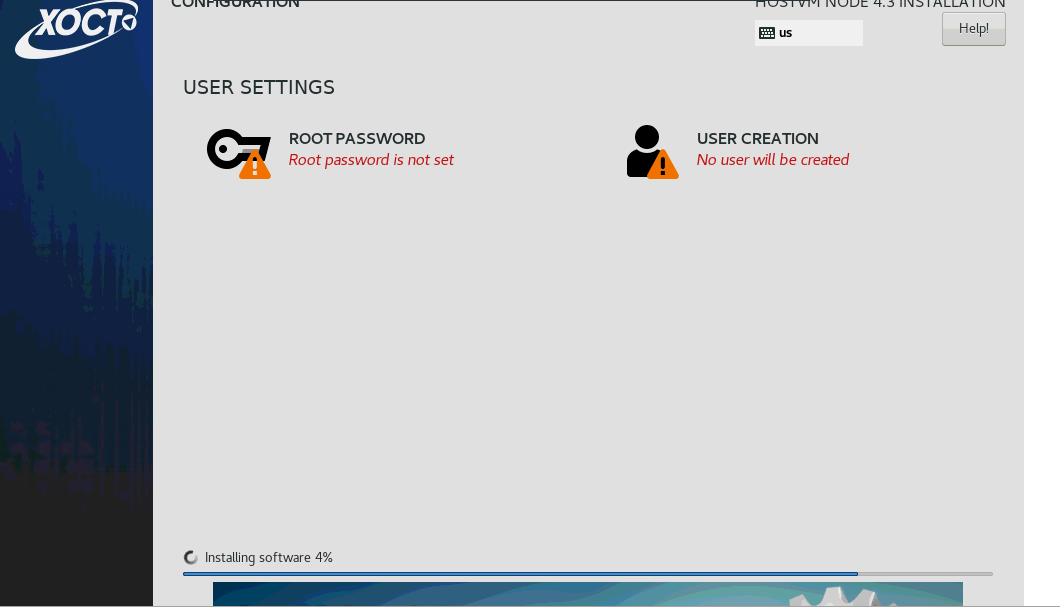 CONFIGURATION
HOSTVM NODE 4.3 INSTALLATION
ХОСТ
us
Help!
USER SETTINGS
ROOT PASSWORD
Root password is not set
USER CREATION
No user will be created
Installing software 4%